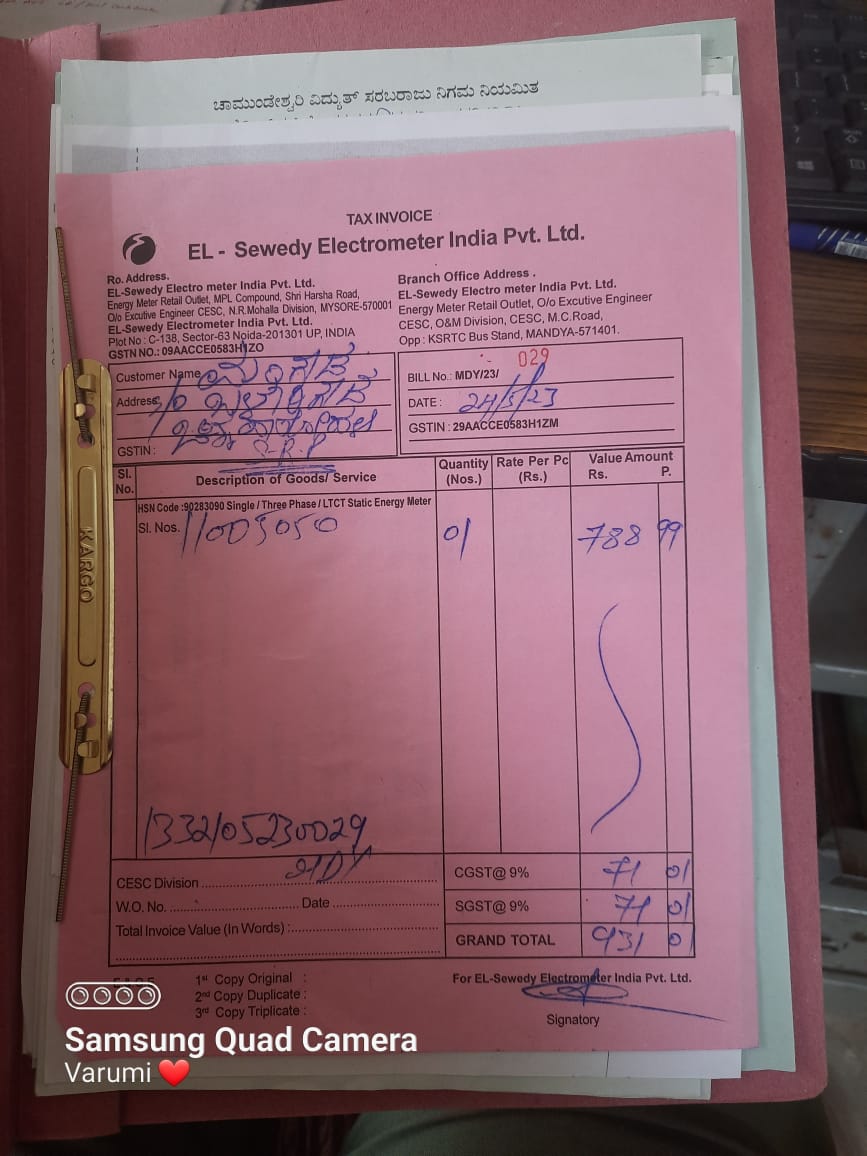 ಚಾಮುಂಡೇಶ್ವರಿ ವಿದ್ಯುತ್ ಸರಬರಾಜು ನಿಗಮ ನಿಯಮಿತ
TAX INVOICE
EL - Sewedy Electrometer India Pvt. Ltd.
Ro. Address.
EL-Sewedy Electro meter India Pvt. Ltd.
Energy Meter Retail Outlet, MPL Compound, Shri Harsha Road,
O/o Excutive Engineer CESC, N.R.Mohalla Division, MYSORE-570001
EL-Sewedy Electrometer India Pvt. Ltd.
Plot No : C-138, Sector-63 Noida-201301 UP, INDIA
GSTN NO.: 09AACCE0583H1ZO
Branch Office Address .
EL-Sewedy Electro meter India Pvt. Ltd.
Energy Meter Retail Outlet, O/o Excutive Engineer
CESC, O&M Division, CESC, M.C.Road,
Opp : KSRTC Bus Stand, MANDYA-571401.
Customer Name
Address S/o
GSTIN :
BILL No.: MDY/23/ 029
DATE : 24/5/23
GSTIN : 29AACCE0583H1ZM
Sl. No. Description of Goods/ Service Quantity (Nos.) Rate Per Pc (Rs.) Value Amount Rs. P.
HSN Code :90283090 Single / Three Phase / LTCT Static Energy Meter
Sl. Nos. 11005050 01 788 99
1332105230029
CESC Division MDY
CGST@ 9% 71 01
W.O. No. Date
SGST@ 9% 71 01
Total Invoice Value (In Words) :
GRAND TOTAL 931 01
1st Copy Original :
2nd Copy Duplicate :
3rd Copy Triplicate :
For EL-Sewedy Electrometer India Pvt. Ltd.
Signatory
KARGO
Samsung Quad Camera
Varumi ❤️